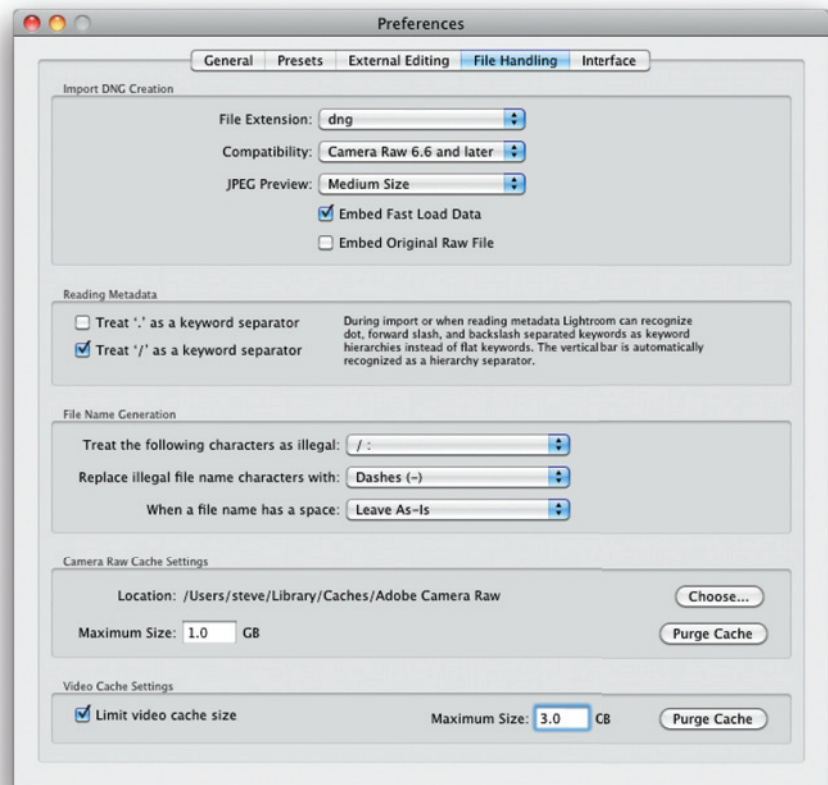 Preferences
General Presets External Editing File Handling Interface
Import DNG Creation
File Extension: dng
Compatibility: Camera Raw 6.6 and later
JPEG Preview: Medium Size
Embed Fast Load Data
Embed Original Raw File
Reading Metadata
Treat ‘.’ as a keyword separator
Treat ‘/’ as a keyword separator
During import or when reading metadata Lightroom can recognize
dot, forward slash, and backslash separated keywords as keyword
hierarchies instead of flat keywords. The vertical bar is automatically
recognized as a hierarchy separator.
File Name Generation
Treat the following characters as illegal: / :
Replace illegal file name characters with: Dashes (-)
When a file name has a space: Leave As-Is
Camera Raw Cache Settings
Location: /Users/steve/Library/Caches/Adobe Camera Raw Choose...
Maximum Size: 1.0 GB Purge Cache
Video Cache Settings
Limit video cache size Maximum Size: 3.0 GB Purge Cache